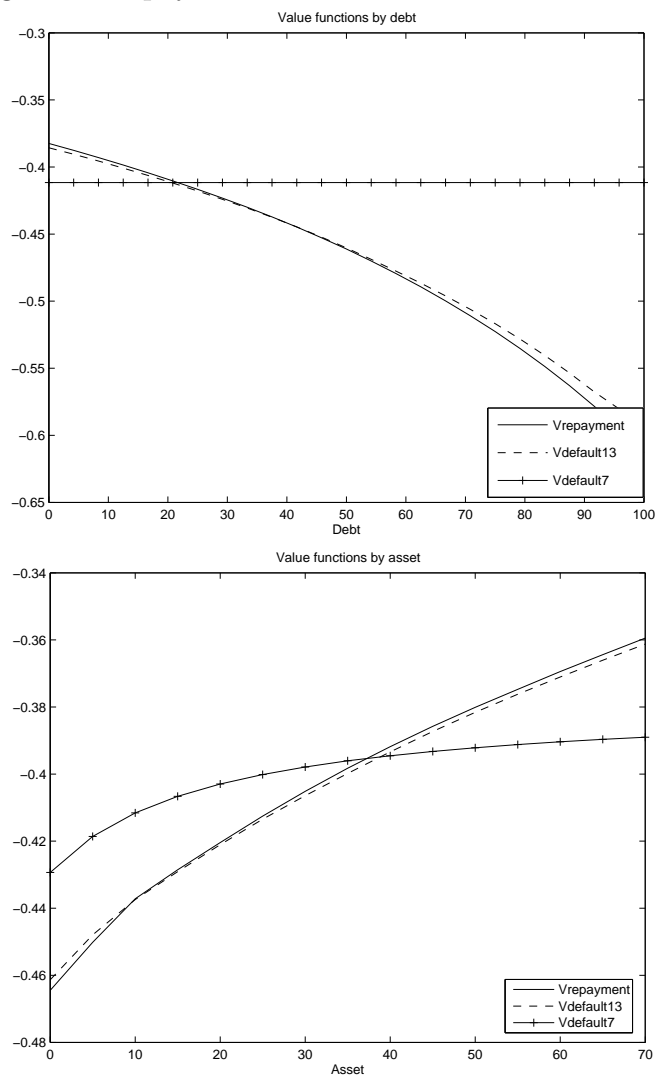 Value functions by debt
−0.3
−0.35
−0.4
−0.45
−0.5
−0.55
−0.6
−0.65
Vrepayment
Vdefault13
Vdefault7
0 10 20 30 40 50 60 70 80 90 100
Debt
Value functions by asset
−0.34
−0.36
−0.38
−0.4
−0.42
−0.44
−0.46
−0.48
Vrepayment
Vdefault13
Vdefault7
0 10 20 30 40 50 60 70
Asset